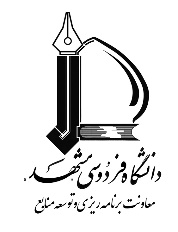 دانشگاه فردوسی مشهد
معاونت برنامه ریزی و توسعه منابع